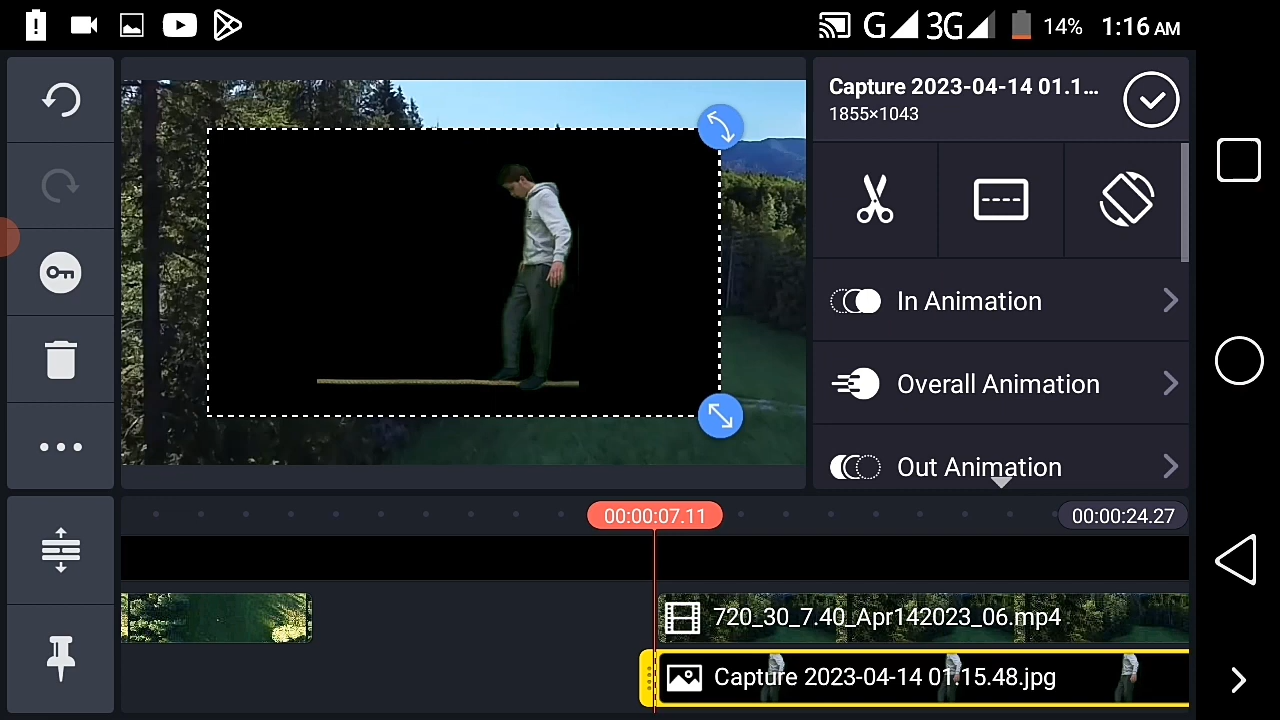 G 3G 14% 1:16 AM
Capture 2023-04-14 01.1...
1855×1043
In Animation
Overall Animation
Out Animation
00:00:07.11
00:00:24.27
720_30_7.40_Apr142023_06.mp4
Capture 2023-04-14 01.15.48.jpg